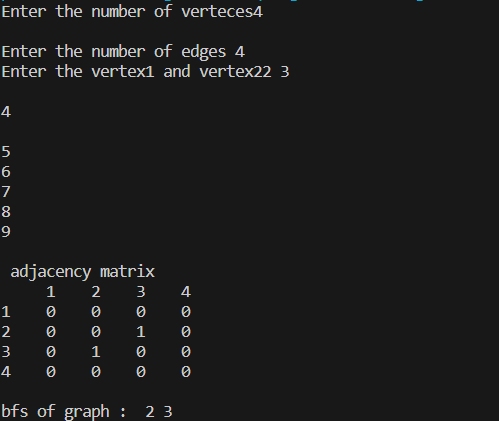 Enter the number of verteces4
Enter the number of edges 4
Enter the vertex1 and vertex22 3
4
5
6
7
8
9
adjacency matrix
1 2 3 4
1 0 0 0 0
2 0 0 1 0
3 0 1 0 0
4 0 0 0 0
bfs of graph : 2 3